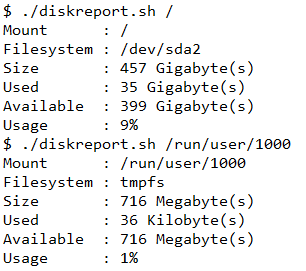 $ ./diskreport.sh /
Mount      : /
Filesystem : /dev/sda2
Size       : 457 Gigabyte(s)
Used       : 35 Gigabyte(s)
Available  : 399 Gigabyte(s)
Usage      : 9%
$ ./diskreport.sh /run/user/1000
Mount      : /run/user/1000
Filesystem : tmpfs
Size       : 716 Megabyte(s)
Used       : 36 Kilobyte(s)
Available  : 716 Megabyte(s)
Usage      : 1%